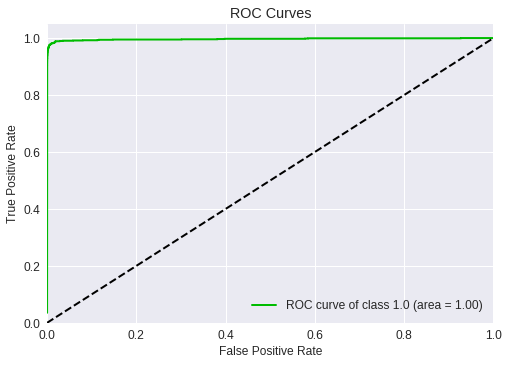 ROC Curves
True Positive Rate
1.0
0.8
0.6
0.4
0.2
0.0
ROC curve of class 1.0 (area = 1.00)
0.0 0.2 0.4 0.6 0.8 1.0
False Positive Rate